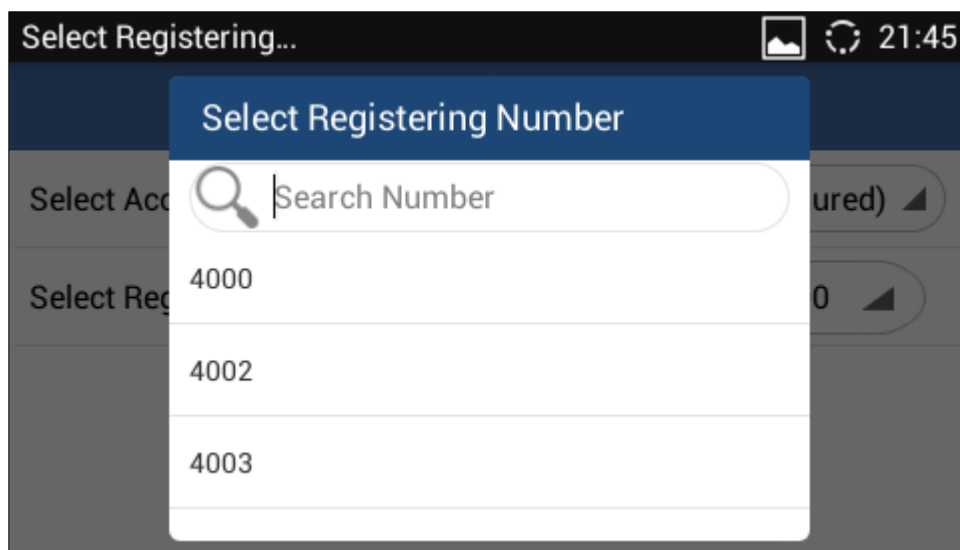 Select Registering... 21:45
Select Registering Number
Search Number
Select Acc ured)
4000
Select Reg 0
4002
4003